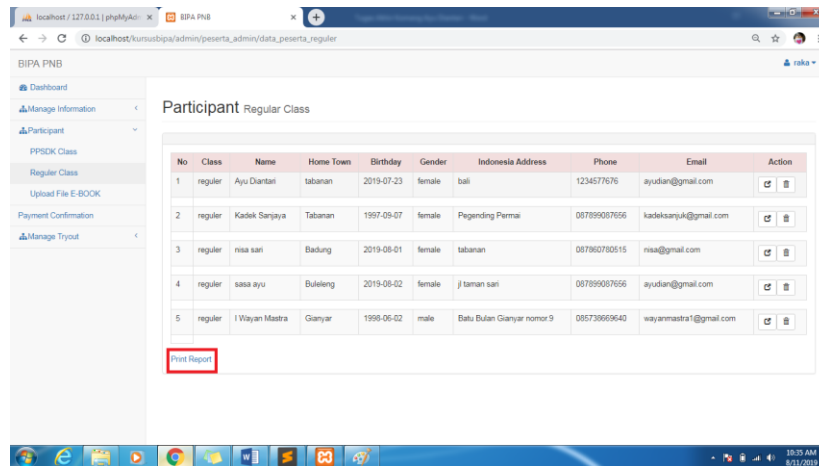 localhost / 127.0.0.1 | phpMyAd
BIPA PNB
localhost/kursusbipa/admin/peserta_admin/data_peserta_reguler
BIPA PNB
raka
Dashboard
Manage Information
Participant
PPSDK Class
Reguler Class
Upload File E-BOOK
Payment Confirmation
Manage Tryout
Participant Regular Class
No Class Name Home Town Birthday Gender Indonesia Address Phone Email Action
1 reguler Ayu Diantari tabanan 2019-07-23 female bali 1234577676 ayudian@gmail.com
2 reguler Kadek Sanjaya Tabanan 1997-09-07 female Pegending Permai 087899087656 kadeksanjuk@gmail.com
3 reguler nisa sari Badung 2019-08-01 female tabanan 087860780515 nisa@gmail.com
4 reguler sasa ayu Buleleng 2019-08-02 female jl taman sari 087899087656 ayudian@gmail.com
5 reguler I Wayan Mastra Gianyar 1998-06-02 male Batu Bulan Gianyar nomor.9 085738669640 wayanmastra1@gmail.com
Print Report
10:35 AM
8/11/2019